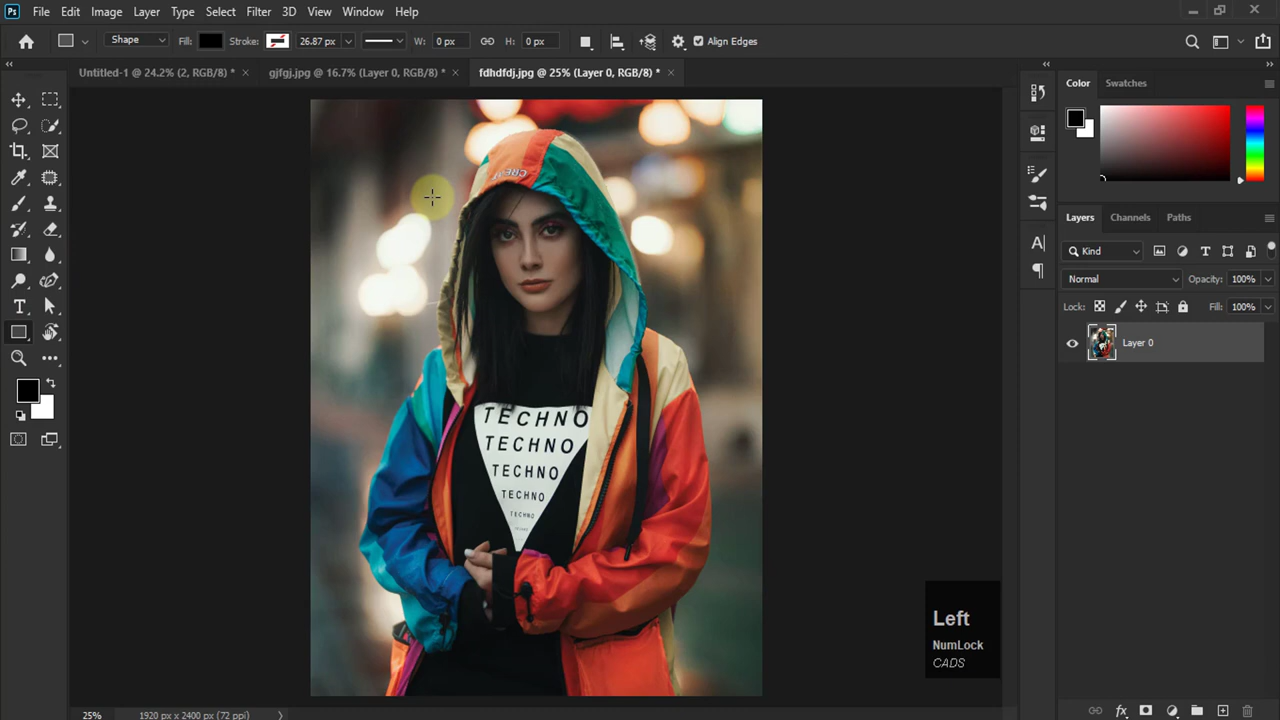 Ps File Edit Image Layer Type Select Filter 3D View Window Help
Shape Fill: Stroke: 26.87 px W: 0 px H: 0 px Align Edges
Untitled-1 @ 24.2% (2, RGB/8) * × gjfgj.jpg @ 16.7% (Layer 0, RGB/8) * × fdhdfdj.jpg @ 25% (Layer 0, RGB/8) * ×
Color Swatches
CREAT
TECHNO
TECHNO
TECHNO
TECHNO
TECHNO
Layers Channels Paths
Kind
Normal Opacity: 100%
Lock: Fill: 100%
Layer 0
Left
NumLock
CADS
25% 1920 px x 2400 px (72 ppi)